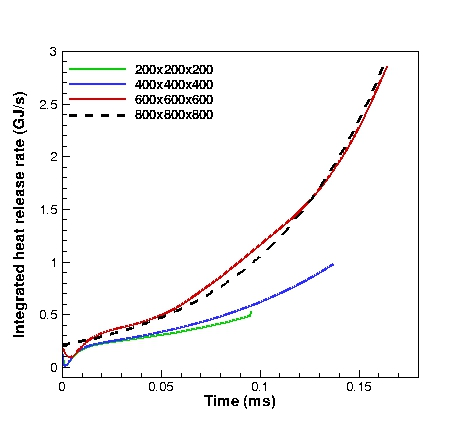 3
200x200x200
400x400x400
600x600x600
2.5
800x800x800
2
Integrated heat release rate (GJ/s)
1.5
1
0.5
0
0 0.05 0.1 0.15
Time (ms)